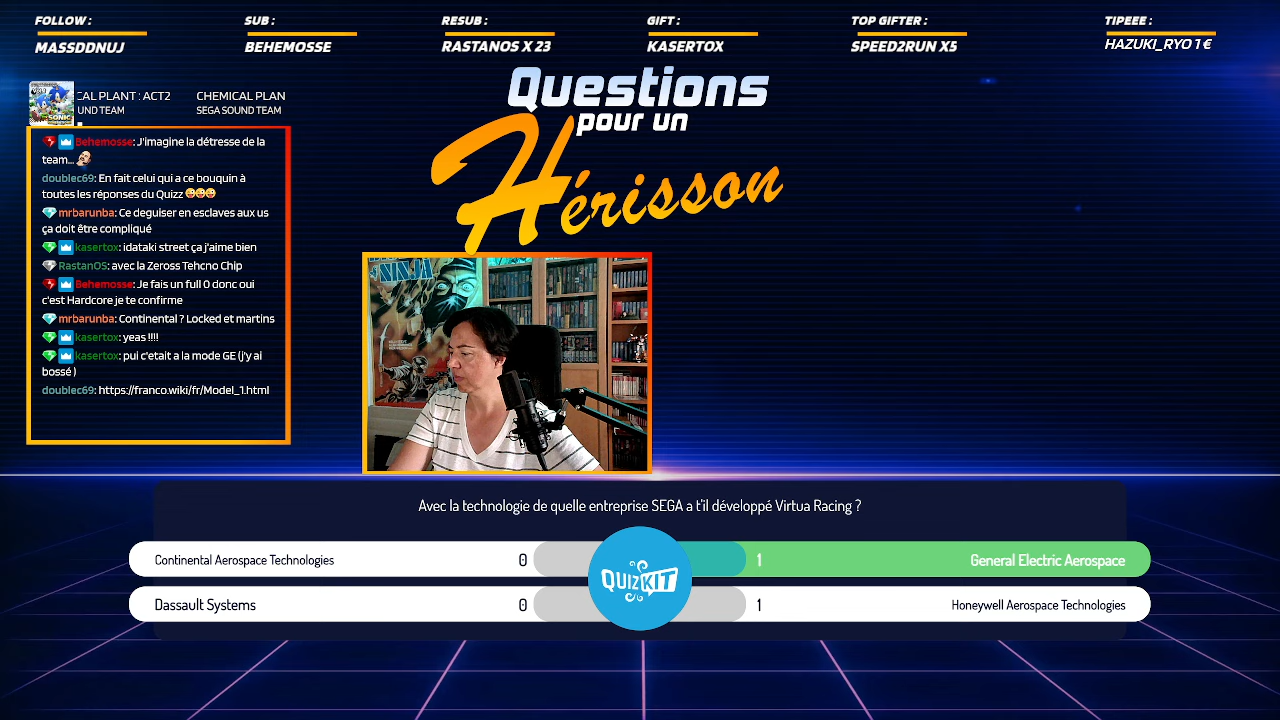 FOLLOW :
MASSDDNUJ
SUB :
BEHEMOSSE
RESUB :
RASTANOS X 23
GIFT :
KASERTOX
TOP GIFTER :
SPEED2RUN X5
TIPEEE :
HAZUKI_RYO 1 €
Questions
pour un
Hérisson
CAL PLANT : ACT2 CHEMICAL PLAN
UND TEAM SEGA SOUND TEAM
SONIC
Behemosse: J'imagine la détresse de la
team...
doublec69: En fait celui qui a ce bouquin à
toutes les réponses du Quizz
mrbarunba: Ce deguiser en esclaves aux us
ça doit être compliqué
kasertox: idataki street ça j'aime bien
RastanOS: avec la Zeross Tehcno Chip
Behemosse: Je fais un full 0 donc oui
c'est Hardcore je te confirme
mrbarunba: Continental ? Locked et martins
kasertox: yeas !!!!
kasertox: pui c'etait a la mode GE (j'y ai
bossé )
doublec69: https://franco.wiki/fr/Model_1.html
NINJA
Avec la technologie de quelle entreprise SEGA a t'il développé Virtua Racing ?
Continental Aerospace Technologies 0
1 General Electric Aerospace
QUIZKIT
Dassault Systems 0
1 Honeywell Aerospace Technologies